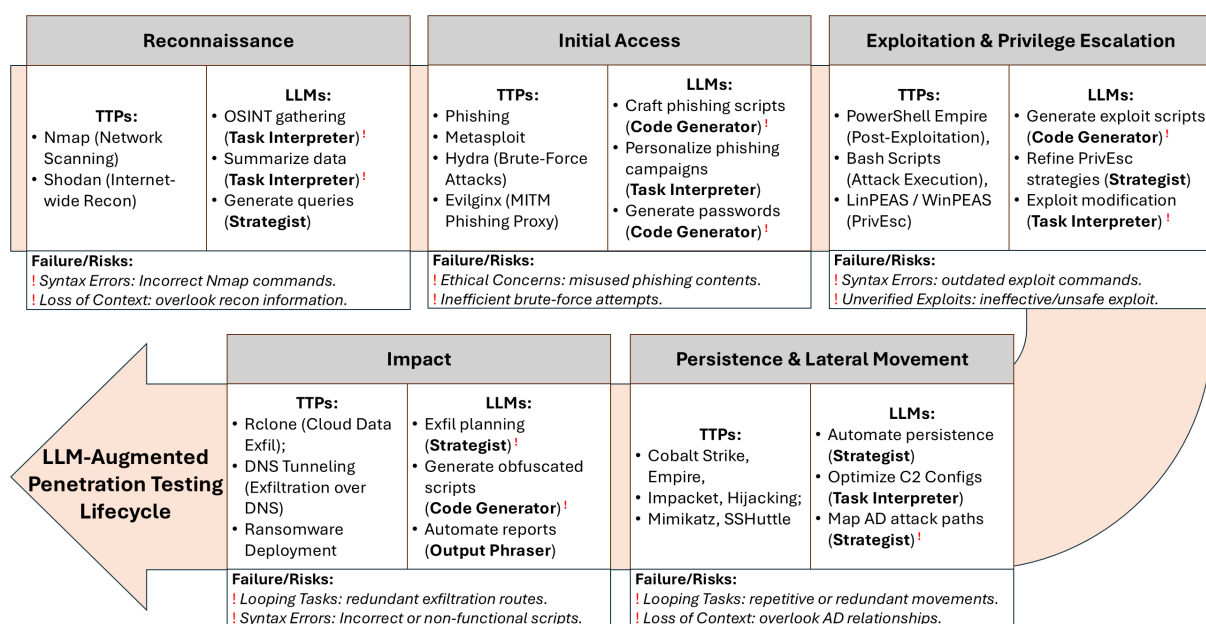 Reconnaissance
TTPs:
• Nmap (Network
Scanning)
• Shodan (Internet-
wide Recon)
LLMs:
• OSINT gathering
(Task Interpreter) !
• Summarize data
(Task Interpreter) !
• Generate queries
(Strategist)
Failure/Risks:
! Syntax Errors: Incorrect Nmap commands.
! Loss of Context: overlook recon information.
Initial Access
TTPs:
• Phishing
• Metasploit
• Hydra (Brute-Force
Attacks)
• Evilginx (MITM
Phishing Proxy)
LLMs:
• Craft phishing scripts
(Code Generator) !
• Personalize phishing
campaigns
(Task Interpreter)
• Generate passwords
(Code Generator) !
Failure/Risks:
! Ethical Concerns: misused phishing contents.
! Inefficient brute-force attempts.
Exploitation & Privilege Escalation
TTPs:
• PowerShell Empire
(Post-Exploitation),
• Bash Scripts
(Attack Execution),
• LinPEAS / WinPEAS
(PrivEsc)
LLMs:
• Generate exploit scripts
(Code Generator) !
• Refine PrivEsc
strategies (Strategist)
• Exploit modification
(Task Interpreter) !
Failure/Risks:
! Syntax Errors: outdated exploit commands.
! Unverified Exploits: ineffective/unsafe exploit.
Persistence & Lateral Movement
TTPs:
• Cobalt Strike,
Empire,
• Impacket, Hijacking;
• Mimikatz, SSHuttle
LLMs:
• Automate persistence
(Strategist)
• Optimize C2 Configs
(Task Interpreter)
• Map AD attack paths
(Strategist) !
Failure/Risks:
! Looping Tasks: repetitive or redundant movements.
! Loss of Context: overlook AD relationships.
Impact
TTPs:
• Rclone (Cloud Data
Exfil);
• DNS Tunneling
(Exfiltration over
DNS)
• Ransomware
Deployment
LLMs:
• Exfil planning
(Strategist) !
• Generate obfuscated
scripts
(Code Generator) !
• Automate reports
(Output Phraser)
Failure/Risks:
! Looping Tasks: redundant exfiltration routes.
! Syntax Errors: Incorrect or non-functional scripts.
LLM-Augmented
Penetration Testing
Lifecycle